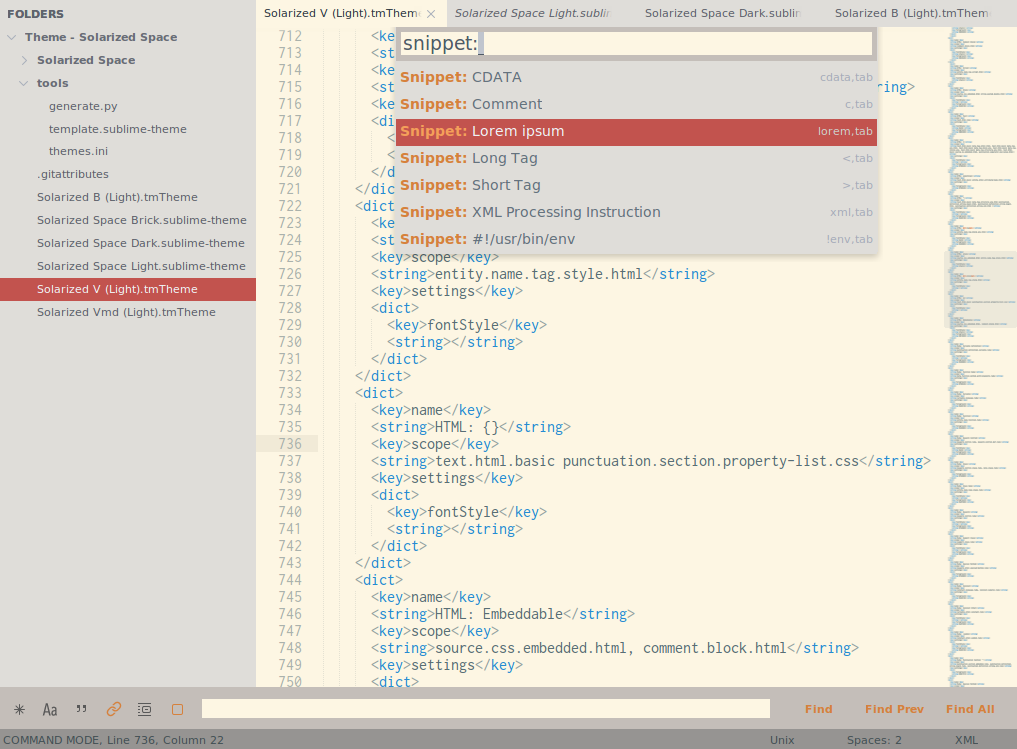 FOLDERS
Theme - Solarized Space
Solarized Space
tools
generate.py
template.sublime-theme
themes.ini
.gitattributes
Solarized B (Light).tmTheme
Solarized Space Brick.sublime-theme
Solarized Space Dark.sublime-theme
Solarized Space Light.sublime-theme
Solarized V (Light).tmTheme
Solarized Vmd (Light).tmTheme
Solarized V (Light).tmThem × Solarized Space Light.sublir Solarized Space Dark.sublin Solarized B (Light).tmThem
snippet:
Snippet: CDATA cdata,tab
Snippet: Comment c,tab
Snippet: Lorem ipsum lorem,tab
Snippet: Long Tag <,tab
Snippet: Short Tag >,tab
Snippet: XML Processing Instruction xml,tab
Snippet: #!/usr/bin/env !env,tab
712 <ke
713 <st
714 <ke
715 <st ring>
716 <ke
717 <di
718 <
719 <
720 </d
721 </dic
722 <dict
723 <ke
724 <st
725 <key>scope</key>
726 <string>entity.name.tag.style.html</string>
727 <key>settings</key>
728 <dict>
729 <key>fontStyle</key>
730 <string></string>
731 </dict>
732 </dict>
733 <dict>
734 <key>name</key>
735 <string>HTML: {}</string>
736 <key>scope</key>
737 <string>text.html.basic punctuation.section.property-list.css</string>
738 <key>settings</key>
739 <dict>
740 <key>fontStyle</key>
741 <string></string>
742 </dict>
743 </dict>
744 <dict>
745 <key>name</key>
746 <string>HTML: Embeddable</string>
747 <key>scope</key>
748 <string>source.css.embedded.html, comment.block.html</string>
749 <key>settings</key>
750 <dict>
Aa Find Find Prev Find All
COMMAND MODE, Line 736, Column 22 Unix Spaces: 2 XML